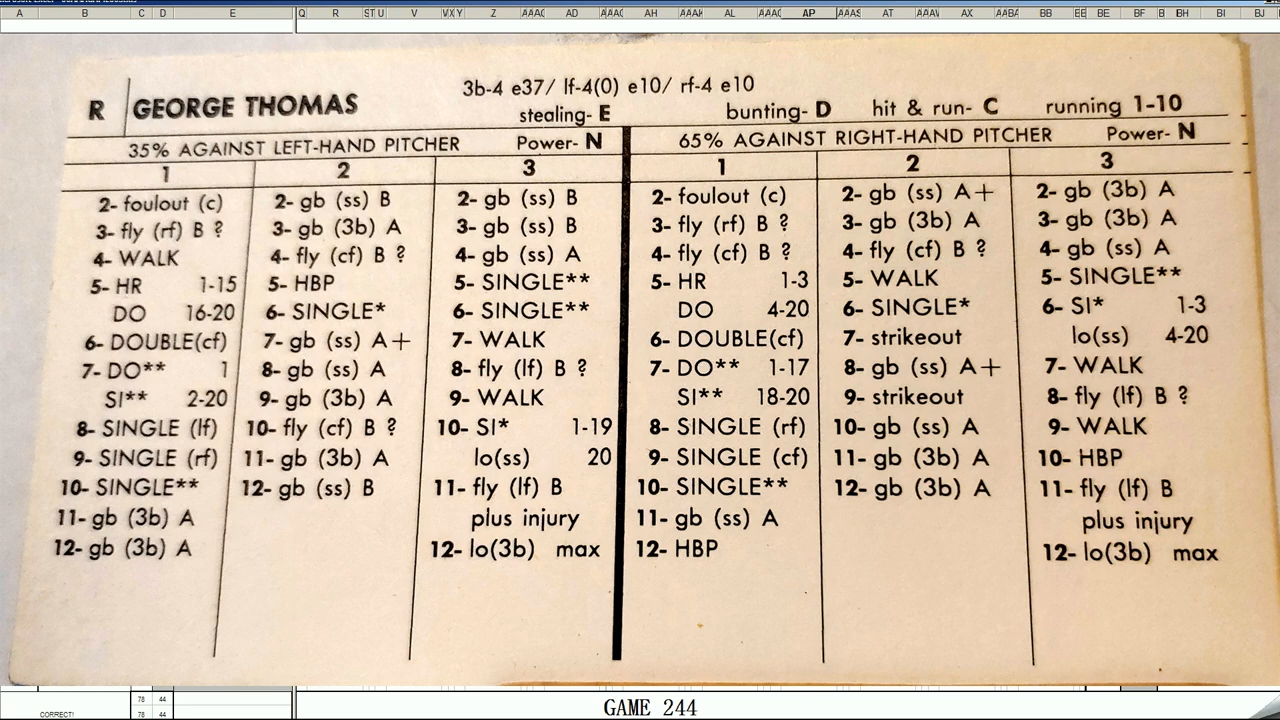 R GEORGE THOMAS
3b-4 e37/ lf-4(0) e10/ rf-4 e10
stealing- E bunting- D hit & run- C running 1-10
35% AGAINST LEFT-HAND PITCHER Power- N
1 2 3
2- foulout (c) 2- gb (ss) B 2- gb (ss) B
3- fly (rf) B ? 3- gb (3b) A 3- gb (ss) B
4- WALK 4- fly (cf) B ? 4- gb (ss) A
5- HR 1-15 5- HBP 5- SINGLE**
DO 16-20 6- SINGLE* 6- SINGLE**
6- DOUBLE(cf) 7- gb (ss) A+ 7- WALK
7- DO** 1 8- gb (ss) A 8- fly (lf) B ?
SI** 2-20 9- gb (3b) A 9- WALK
8- SINGLE (lf) 10- fly (cf) B ? 10- SI* 1-19
9- SINGLE (rf) 11- gb (3b) A lo(ss) 20
10- SINGLE** 12- gb (ss) B 11- fly (lf) B
11- gb (3b) A plus injury
12- gb (3b) A 12- lo(3b) max
65% AGAINST RIGHT-HAND PITCHER Power- N
1 2 3
2- foulout (c) 2- gb (ss) A+ 2- gb (3b) A
3- fly (rf) B ? 3- gb (3b) A 3- gb (3b) A
4- fly (cf) B ? 4- fly (cf) B ? 4- gb (ss) A
5- HR 1-3 5- WALK 5- SINGLE**
DO 4-20 6- SINGLE* 6- SI* 1-3
6- DOUBLE(cf) 7- strikeout lo(ss) 4-20
7- DO** 1-17 8- gb (ss) A+ 7- WALK
SI** 18-20 9- strikeout 8- fly (lf) B ?
8- SINGLE (rf) 10- gb (ss) A 9- WALK
9- SINGLE (cf) 11- gb (3b) A 10- HBP
10- SINGLE** 12- gb (3b) A 11- fly (lf) B
11- gb (ss) A plus injury
12- HBP 12- lo(3b) max
78 44
CORRECT! 78 44
GAME 244